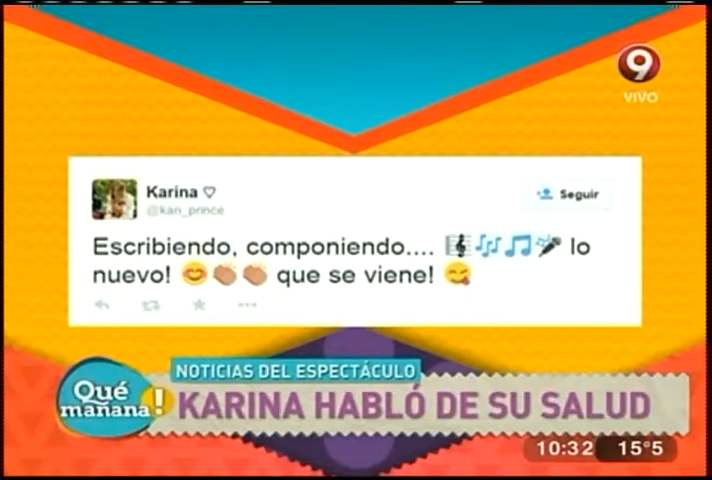 9
VIVO
Karina ♡
@kari_prince
Seguir
Escribiendo, componiendo.... 🎼🎶🎵🎤 lo
nuevo! 😊👏👏 que se viene! 😋
NOTICIAS DEL ESPECTÁCULO
Qué
mañana!
KARINA HABLÓ DE SU SALUD
10:32 15°5